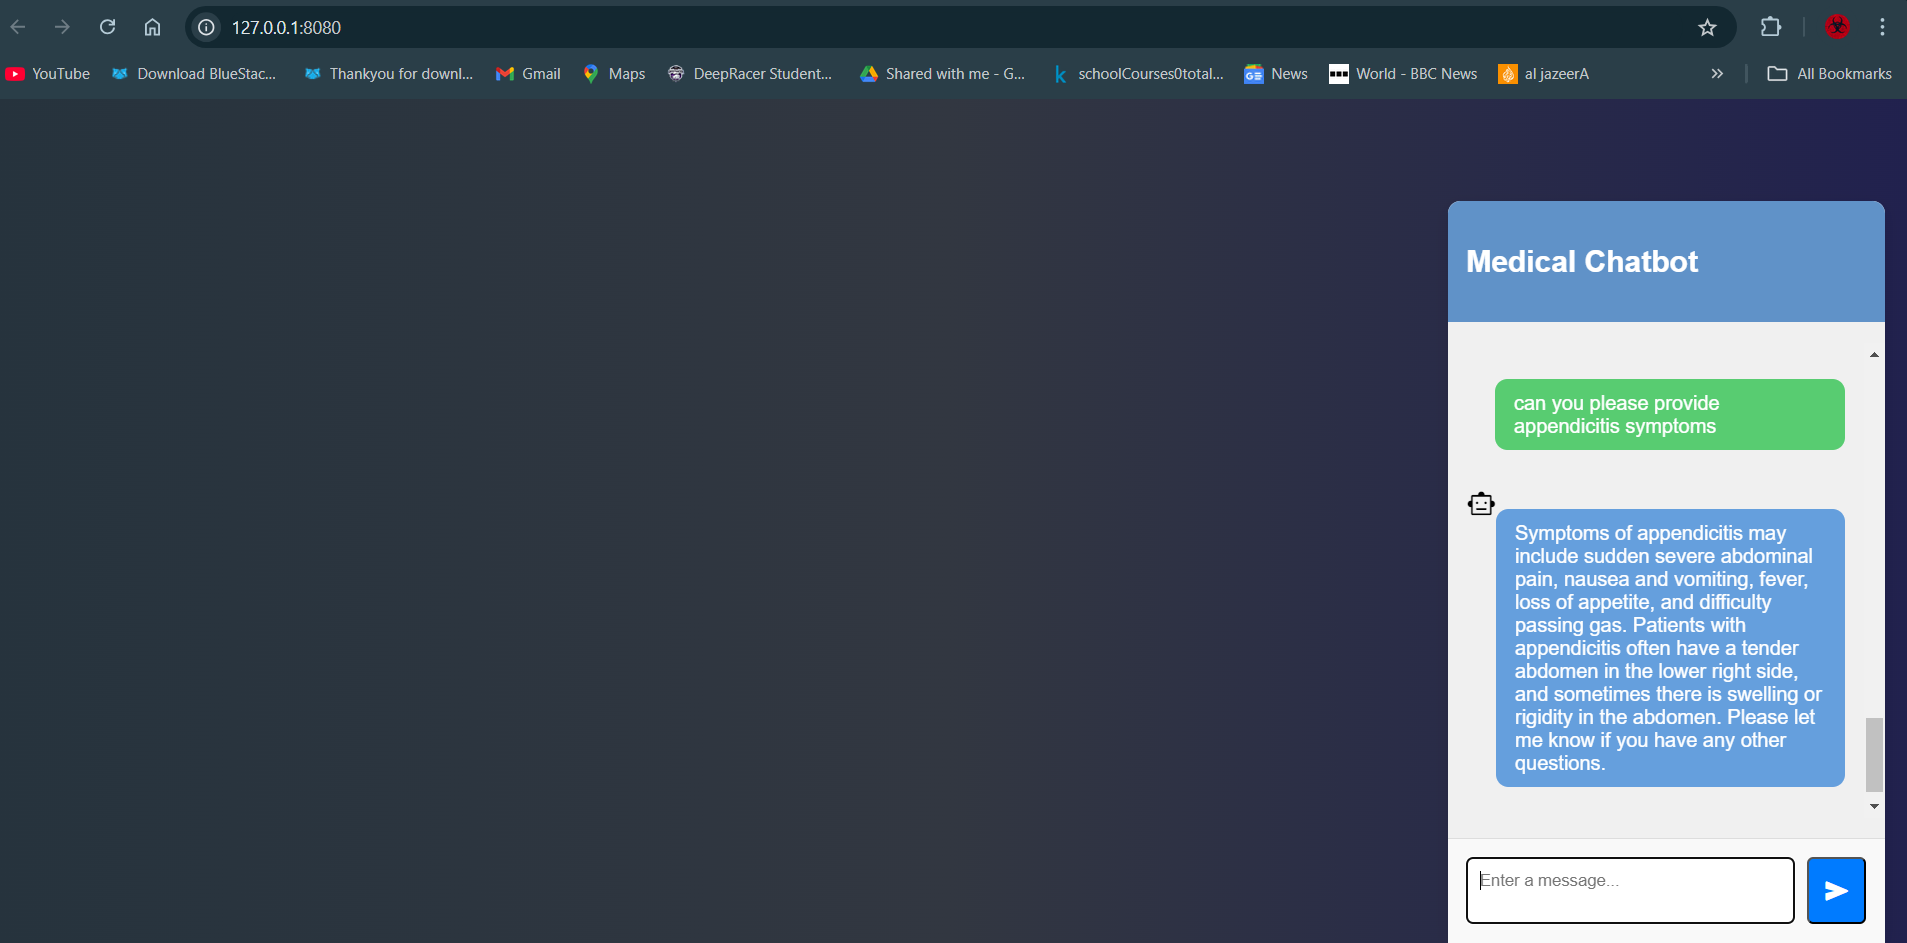 127.0.0.1:8080
YouTube Download BlueStac... Thankyou for downl... Gmail Maps DeepRacer Student... Shared with me - G... k schoolCourses0total... News World - BBC News al jazeerA All Bookmarks
Medical Chatbot
can you please provide
appendicitis symptoms
Symptoms of appendicitis may
include sudden severe abdominal
pain, nausea and vomiting, fever,
loss of appetite, and difficulty
passing gas. Patients with
appendicitis often have a tender
abdomen in the lower right side,
and sometimes there is swelling or
rigidity in the abdomen. Please let
me know if you have any other
questions.
Enter a message...